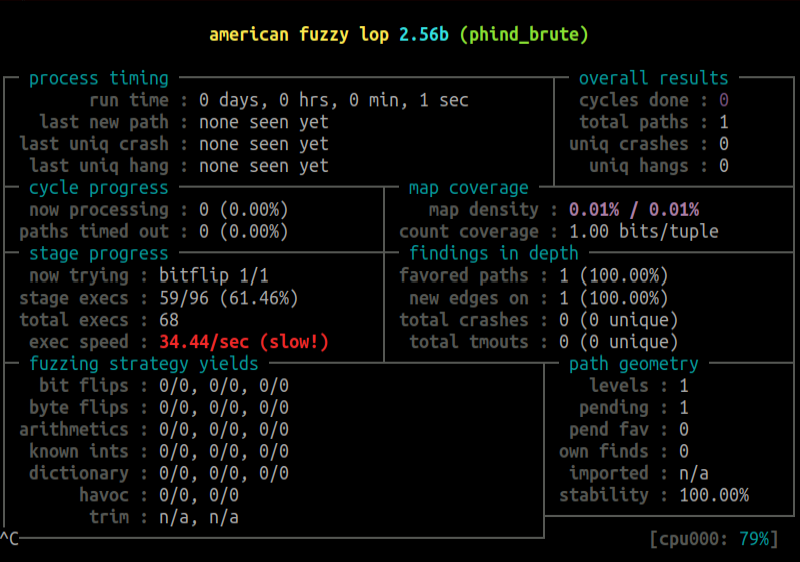 american fuzzy lop 2.56b (phind_brute)
process timing overall results
run time : 0 days, 0 hrs, 0 min, 1 sec cycles done : 0
last new path : none seen yet total paths : 1
last uniq crash : none seen yet uniq crashes : 0
last uniq hang : none seen yet uniq hangs : 0
cycle progress map coverage
now processing : 0 (0.00%) map density : 0.01% / 0.01%
paths timed out : 0 (0.00%) count coverage : 1.00 bits/tuple
stage progress findings in depth
now trying : bitflip 1/1 favored paths : 1 (100.00%)
stage execs : 59/96 (61.46%) new edges on : 1 (100.00%)
total execs : 68 total crashes : 0 (0 unique)
exec speed : 34.44/sec (slow!) total tmouts : 0 (0 unique)
fuzzing strategy yields path geometry
bit flips : 0/0, 0/0, 0/0 levels : 1
byte flips : 0/0, 0/0, 0/0 pending : 1
arithmetics : 0/0, 0/0, 0/0 pend fav : 0
known ints : 0/0, 0/0, 0/0 own finds : 0
dictionary : 0/0, 0/0, 0/0 imported : n/a
havoc : 0/0, 0/0 stability : 100.00%
trim : n/a, n/a
^C [cpu000: 79%]